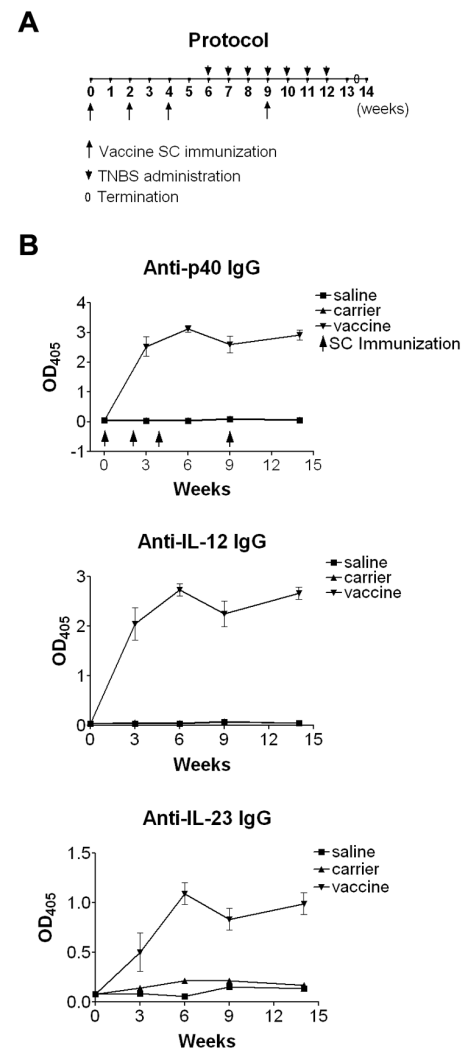 A
Protocol
0 1 2 3 4 5 6 7 8 9 10 11 12 13 14
(weeks)
Vaccine SC immunization
TNBS administration
0 Termination
B
Anti-p40 IgG
saline
carrier
vaccine
SC Immunization
OD405
4
3
2
1
0
-1
0 3 6 9 12 15
Weeks
Anti-IL-12 IgG
saline
carrier
vaccine
OD405
3
2
1
0
0 3 6 9 12 15
Weeks
Anti-IL-23 IgG
saline
carrier
vaccine
OD405
1.5
1.0
0.5
0.0
0 3 6 9 12 15
Weeks